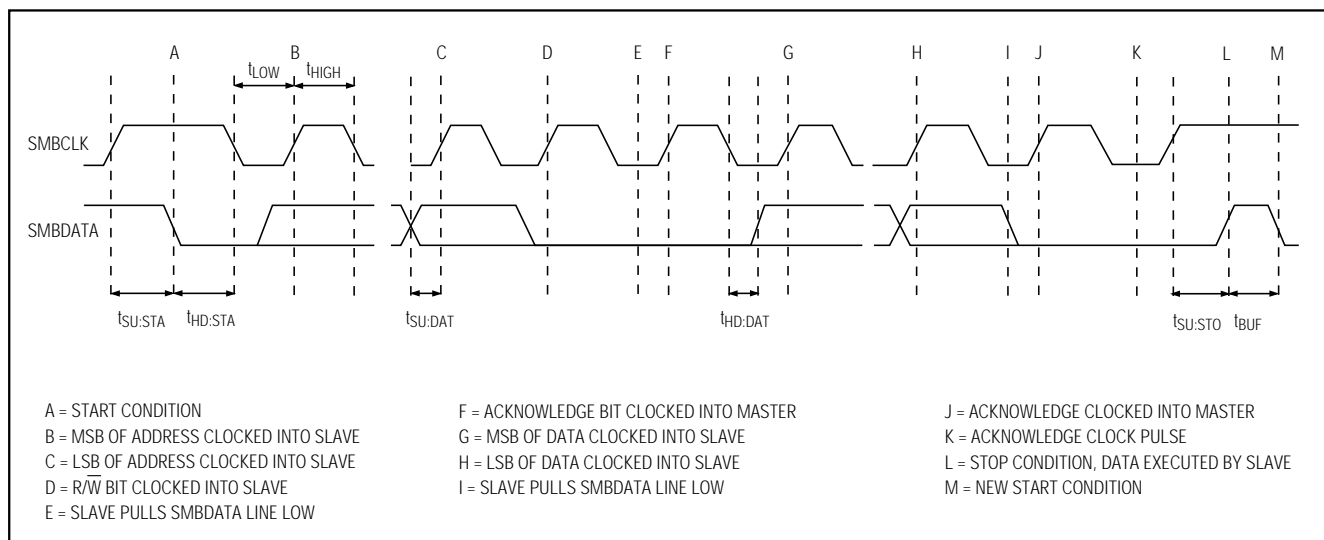 A B C D E F G H I J K L M
tLOW tHIGH
SMBCLK
SMBDATA
tSU:STA tHD:STA tSU:DAT tHD:DAT tSU:STO tBUF
A = START CONDITION
B = MSB OF ADDRESS CLOCKED INTO SLAVE
C = LSB OF ADDRESS CLOCKED INTO SLAVE
D = R/W̅ BIT CLOCKED INTO SLAVE
E = SLAVE PULLS SMBDATA LINE LOW
F = ACKNOWLEDGE BIT CLOCKED INTO MASTER
G = MSB OF DATA CLOCKED INTO SLAVE
H = LSB OF DATA CLOCKED INTO SLAVE
I = SLAVE PULLS SMBDATA LINE LOW
J = ACKNOWLEDGE CLOCKED INTO MASTER
K = ACKNOWLEDGE CLOCK PULSE
L = STOP CONDITION, DATA EXECUTED BY SLAVE
M = NEW START CONDITION